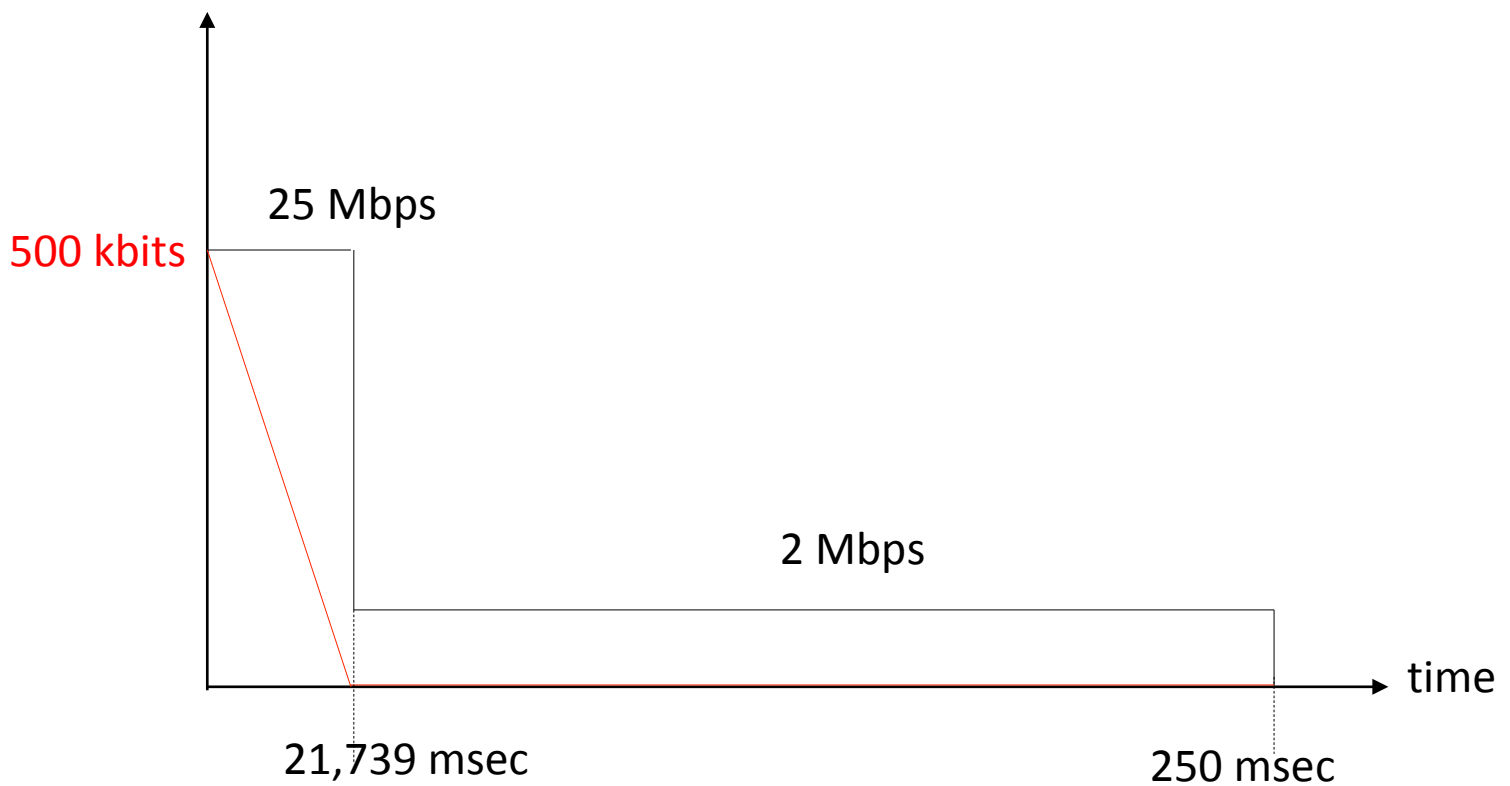 25 Mbps
500 kbits
2 Mbps
time
21,739 msec
250 msec